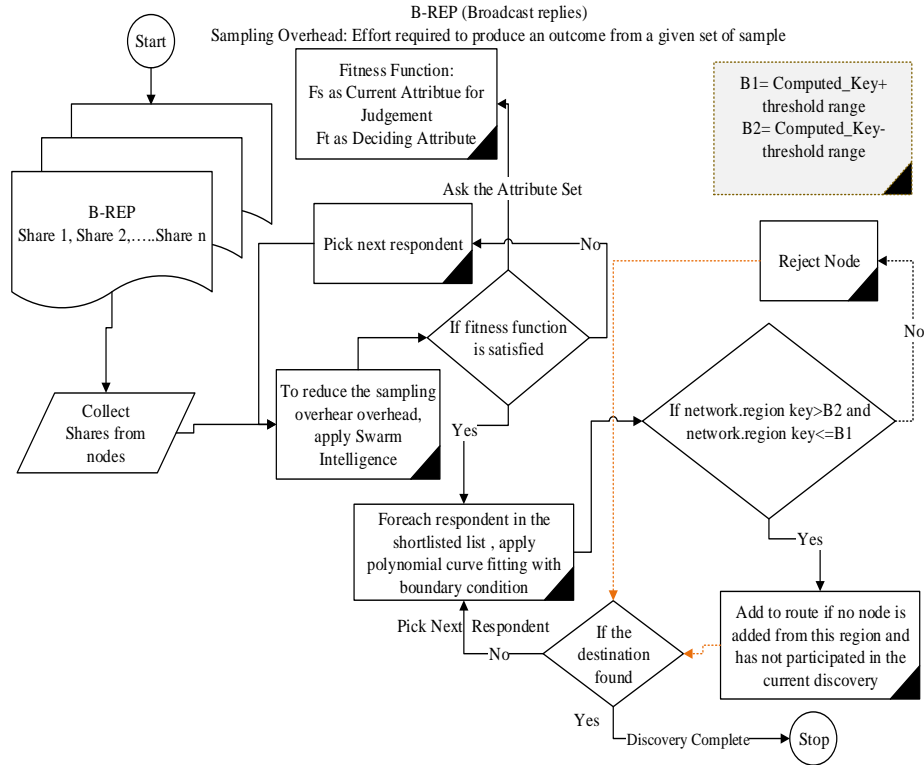 B-REP (Broadcast replies)
Sampling Overhead: Effort required to produce an outcome from a given set of sample
Start
Fitness Function:
Fs as Current Attribtue for
Judgement
Ft as Deciding Attribute
B1= Computed_Key+
threshold range
B2= Computed_Key-
threshold range
Ask the Attribute Set
B-REP
Share 1, Share 2,…..Share n
Pick next respondent
No
Reject Node
No
If fitness function
is satisfied
Collect
Shares from
nodes
To reduce the sampling
overhear overhead,
apply Swarm
Intelligence
Yes
If network.region key>B2 and
network.region key<=B1
Yes
Foreach respondent in the
shortlisted list , apply
polynomial curve fitting with
boundary condition
Pick Next Respondent
No
If the
destination
found
Add to route if no node is
added from this region and
has not participated in the
current discovery
Yes
Discovery Complete
Stop